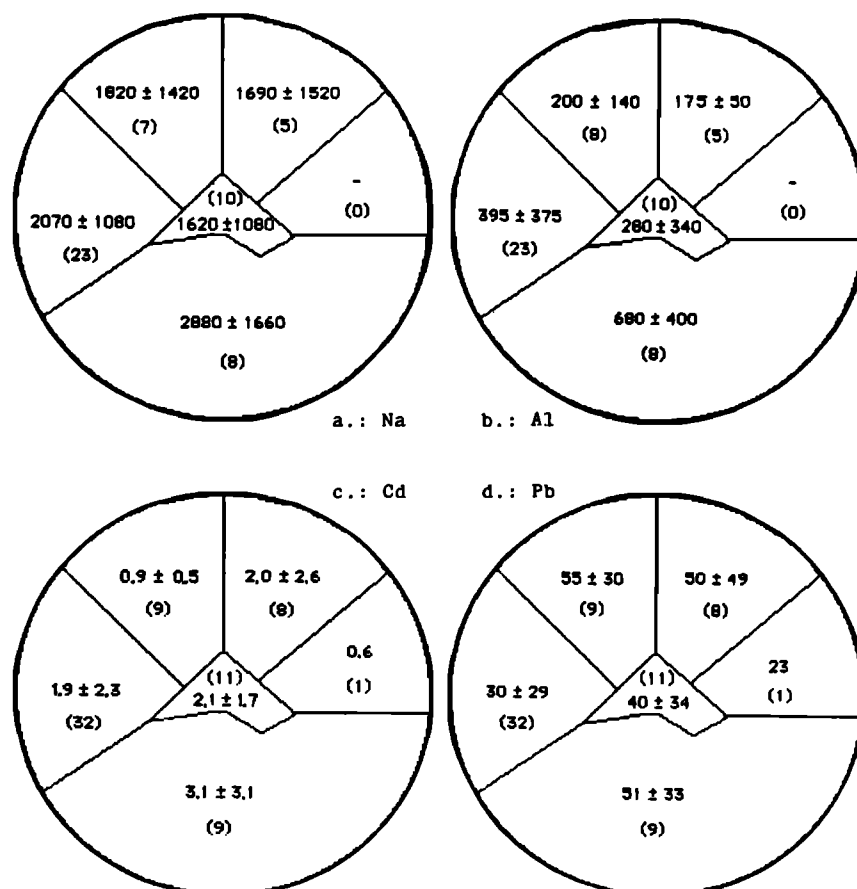 1820 ± 1420
(7)
1690 ± 1520
(5)
-
(0)
(10)
1620 ±1080
2070 ± 1080
(23)
2880 ± 1660
(8)
200 ± 140
(8)
175 ± 50
(5)
-
(0)
(10)
280 ± 340
395 ± 375
(23)
680 ± 400
(8)
a.: Na
b.: Al
c.: Cd
d.: Pb
0.9 ± 0.5
(9)
2.0 ± 2.6
(8)
0.6
(1)
(11)
2.1 ± 1.7
1.9 ± 2.3
(32)
3.1 ± 3.1
(9)
55 ± 30
(9)
50 ± 49
(8)
23
(1)
(11)
40 ± 34
30 ± 29
(32)
51 ± 33
(9)